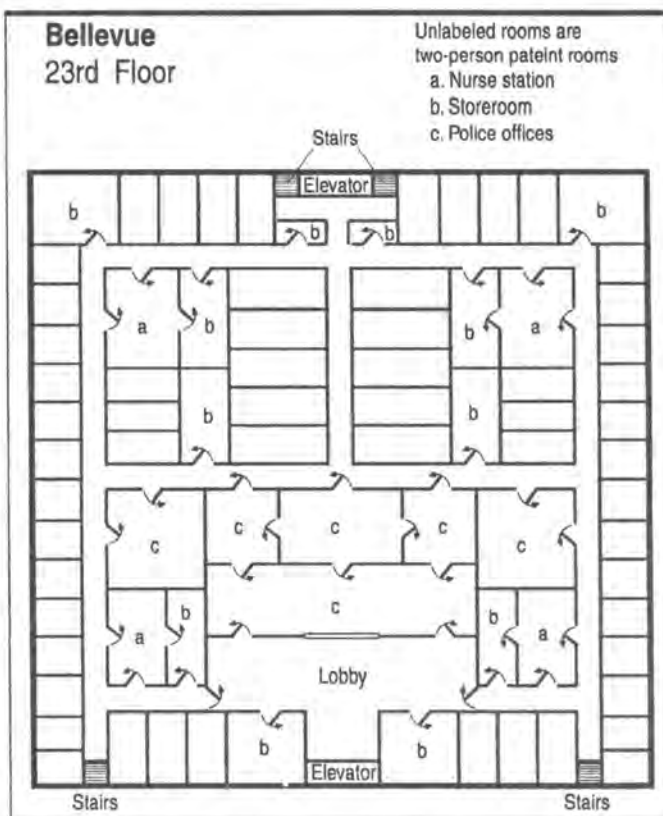 Bellevue
23rd Floor
Unlabeled rooms are
two-person pateint rooms
a. Nurse station
b. Storeroom
c. Police offices
Stairs
Elevator
b
b
b
b
a
b
b
a
b
b
c
c
c
c
c
c
a
b
b
a
Lobby
b
b
Elevator
Stairs
Stairs